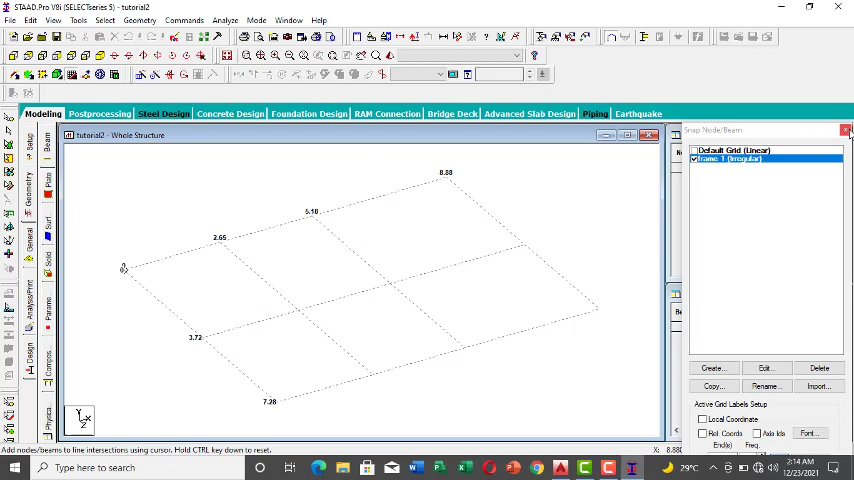 STAAD.Pro V8i (SELECTseries 5) - tutorial2
File Edit View Tools Select Geometry Commands Analyze Mode Window Help
Modeling Postprocessing Steel Design Concrete Design Foundation Design RAM Connection Bridge Deck Advanced Slab Design Piping Earthquake
tutorial2 - Whole Structure
Snap Node/Beam
Default Grid (Linear)
frame 1 (Irregular)
Setup
General
Analysis/Print
Design
Beam
Plate
Surf...
Solid
Parame...
Compos...
Physica...
8.88
5.18
2.65
3.72
7.28
Y
X
Z
Create... Edit... Delete
Copy... Rename... Import...
Active Grid Labels Setup
Local Coordinate
Rel. Coords Axis Ids Font...
End(s) Freq.
Add nodes/beams to line intersections using cursor. Hold CTRL key down to reset.
X: 8.880
Type here to search
29°C
2:14 AM
12/23/2021